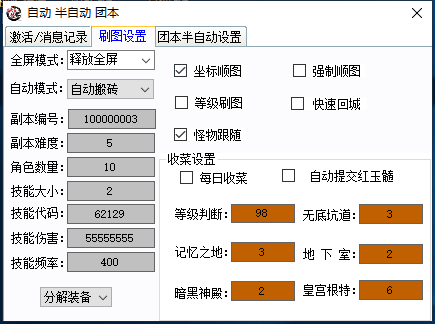 自动 半自动 团本
激活/消息记录 刷图设置 团本半自动设置
全屏模式: 释放全屏
自动模式: 自动搬砖
副本编号: 100000003
副本难度: 5
角色数量: 10
技能大小: 2
技能代码: 62129
技能伤害: 55555555
技能频率: 400
分解装备
坐标顺图 强制顺图
等级刷图 快速回城
怪物跟随
收菜设置
每日收菜 自动提交红玉髓
等级判断: 98 无底坑道: 3
记忆之地: 3 地 下 室: 2
暗黑神殿: 2 皇宫根特: 6